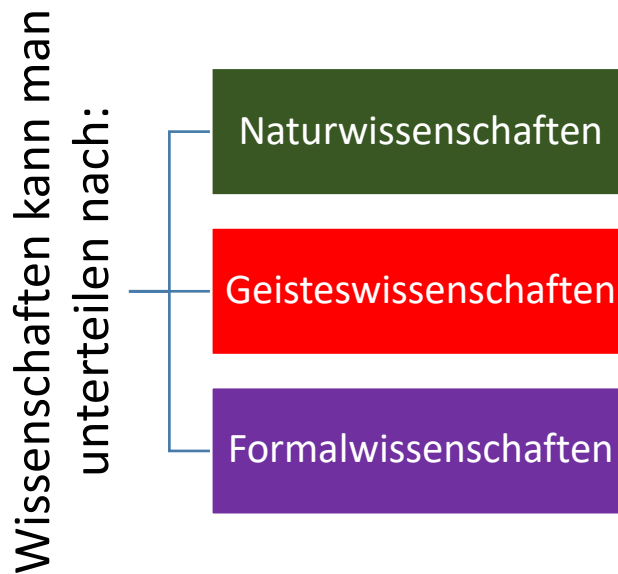 Wissenschaften kann man
unterteilen nach:
Naturwissenschaften
Geisteswissenschaften
Formalwissenschaften